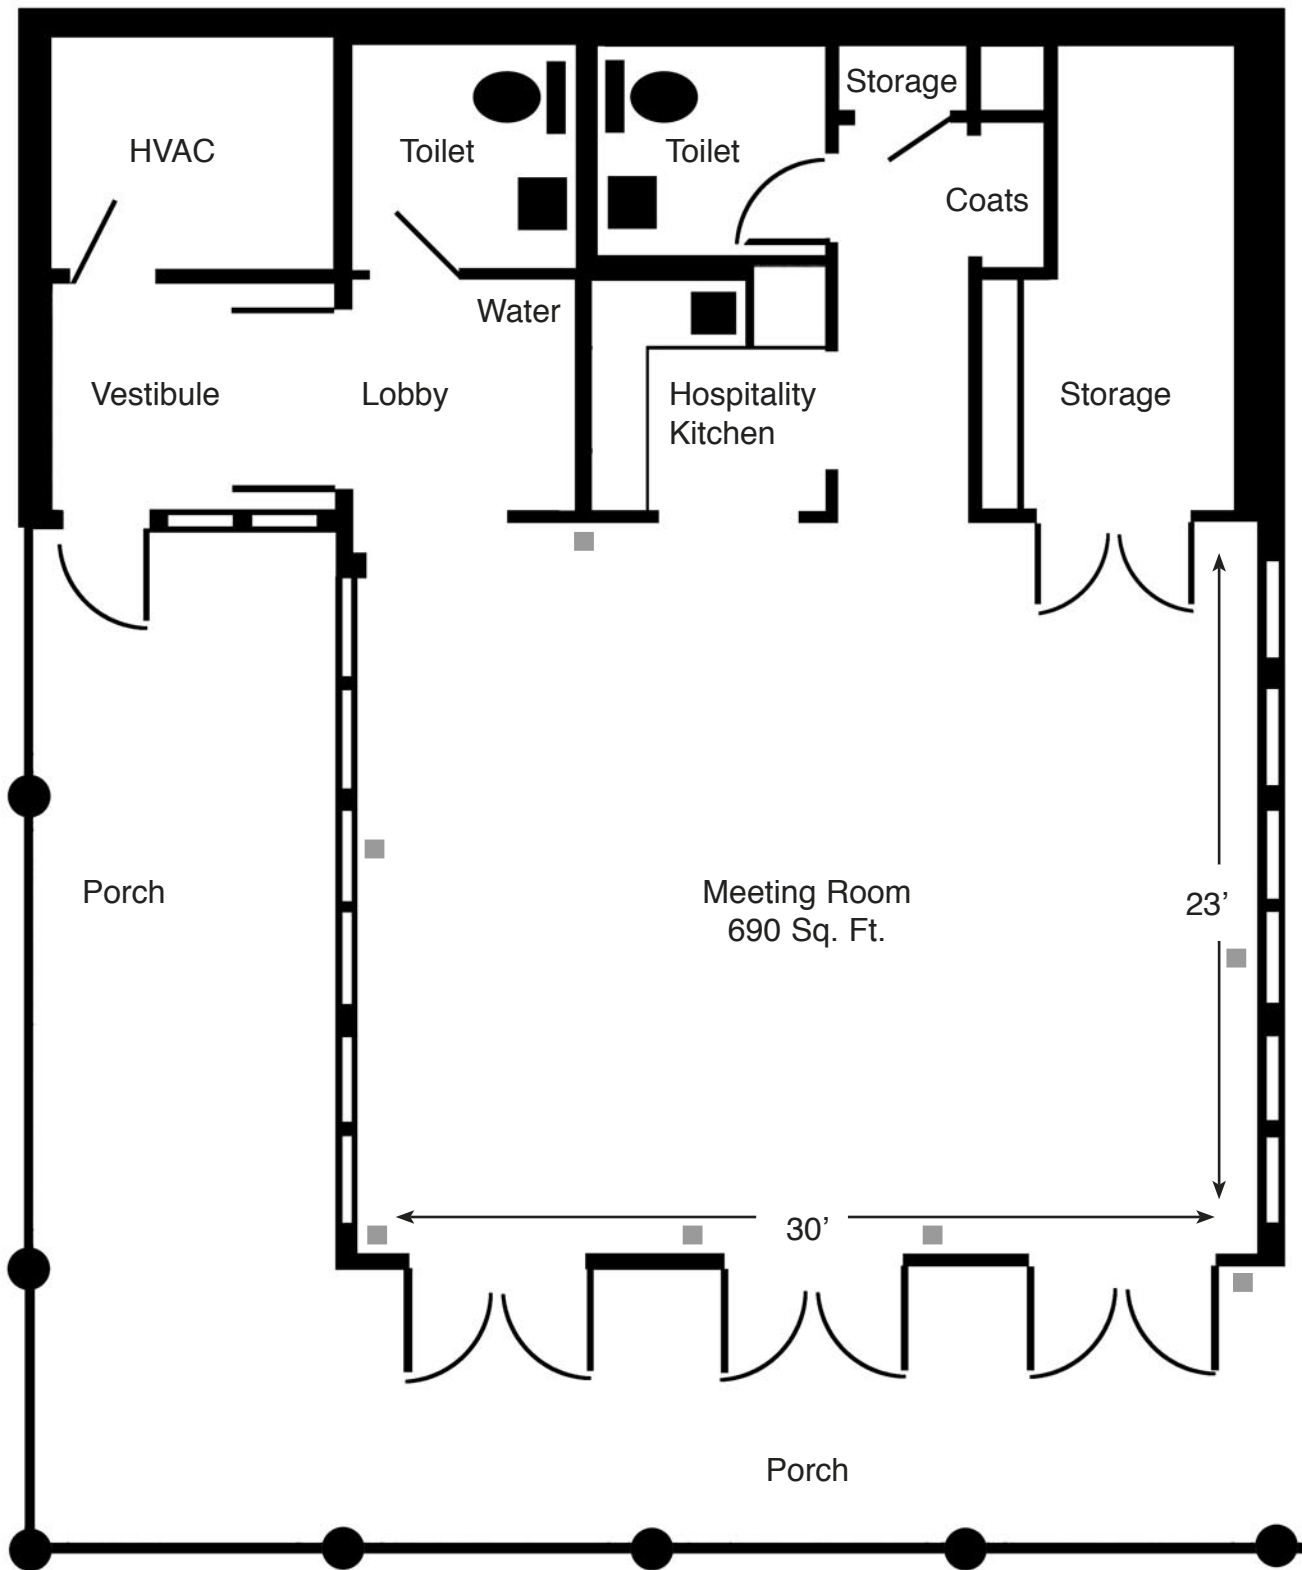 Storage
HVAC
Toilet
Toilet
Coats
Water
Vestibule
Lobby
Hospitality
Kitchen
Storage
Porch
Meeting Room
690 Sq. Ft.
23’
30’
Porch